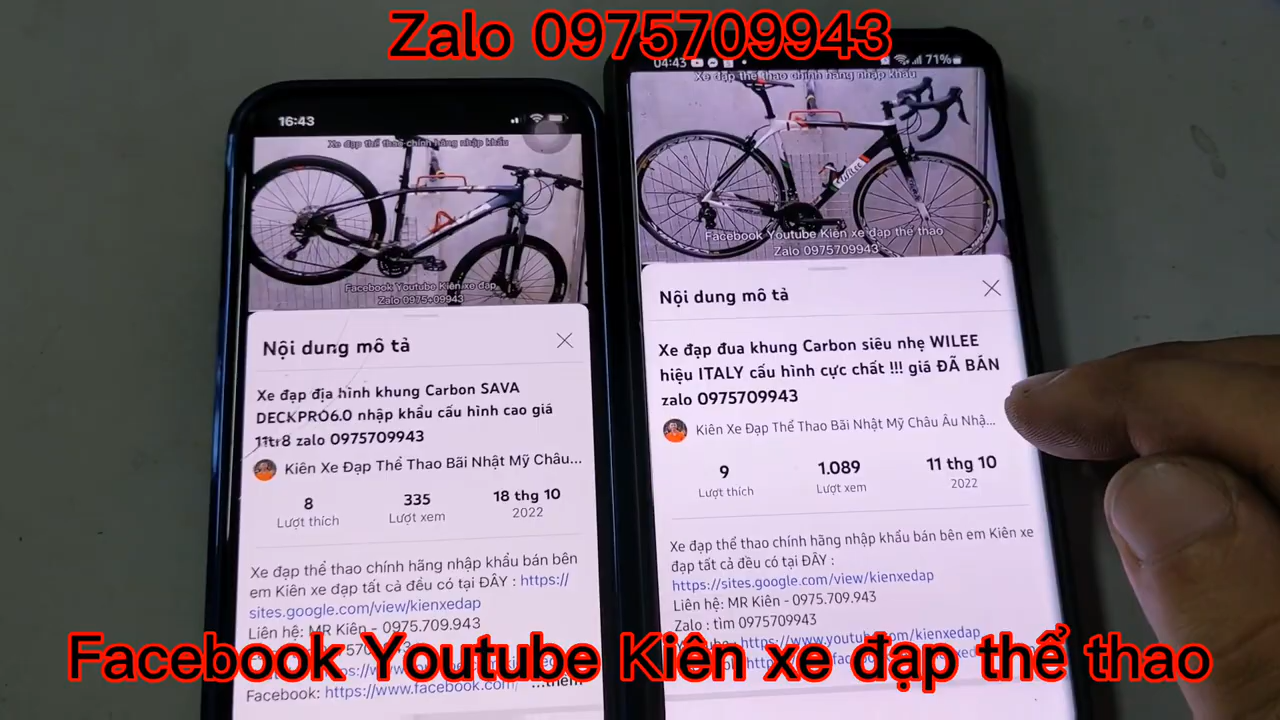 Zalo 0975709943
16:43
Xe đạp thể thao chính hãng nhập khẩu
Facebook Youtube Kiên xe đạp
Zalo 0975709943
Nội dung mô tả
Xe đạp địa hình khung Carbon SAVA
DECKPRO6.0 nhập khẩu cấu hình cao giá
11tr8 zalo 0975709943
Kiên Xe Đạp Thể Thao Bãi Nhật Mỹ Châu...
8
335
18 thg 10
Lượt thích
Lượt xem
2022
Xe đạp thể thao chính hãng nhập khẩu bán bên
em Kiên xe đạp tất cả đều có tại ĐÂY : https://
sites.google.com/view/kienxedap
Liên hệ: MR Kiên - 0975.709.943
Facebook: https://www.facebook.com/ ...thêm
04:43
71%
Xe đạp thể thao chính hãng nhập khẩu
WILEE
Facebook Youtube Kiên xe đạp thể thao
Zalo 0975709943
Nội dung mô tả
Xe đạp đua khung Carbon siêu nhẹ WILEE
hiệu ITALY cấu hình cực chất !!! giá ĐÃ BÁN
zalo 0975709943
Kiên Xe Đạp Thể Thao Bãi Nhật Mỹ Châu Âu Nhậ...
9
1.089
11 thg 10
Lượt thích
Lượt xem
2022
Xe đạp thể thao chính hãng nhập khẩu bán bên em Kiên xe
đạp tất cả đều có tại ĐÂY :
https://sites.google.com/view/kienxedap
Liên hệ: MR Kiên - 0975.709.943
Zalo : tìm 0975709943
https://www.youtube.com/kienxedap
Facebook Youtube Kiên xe đạp thể thao